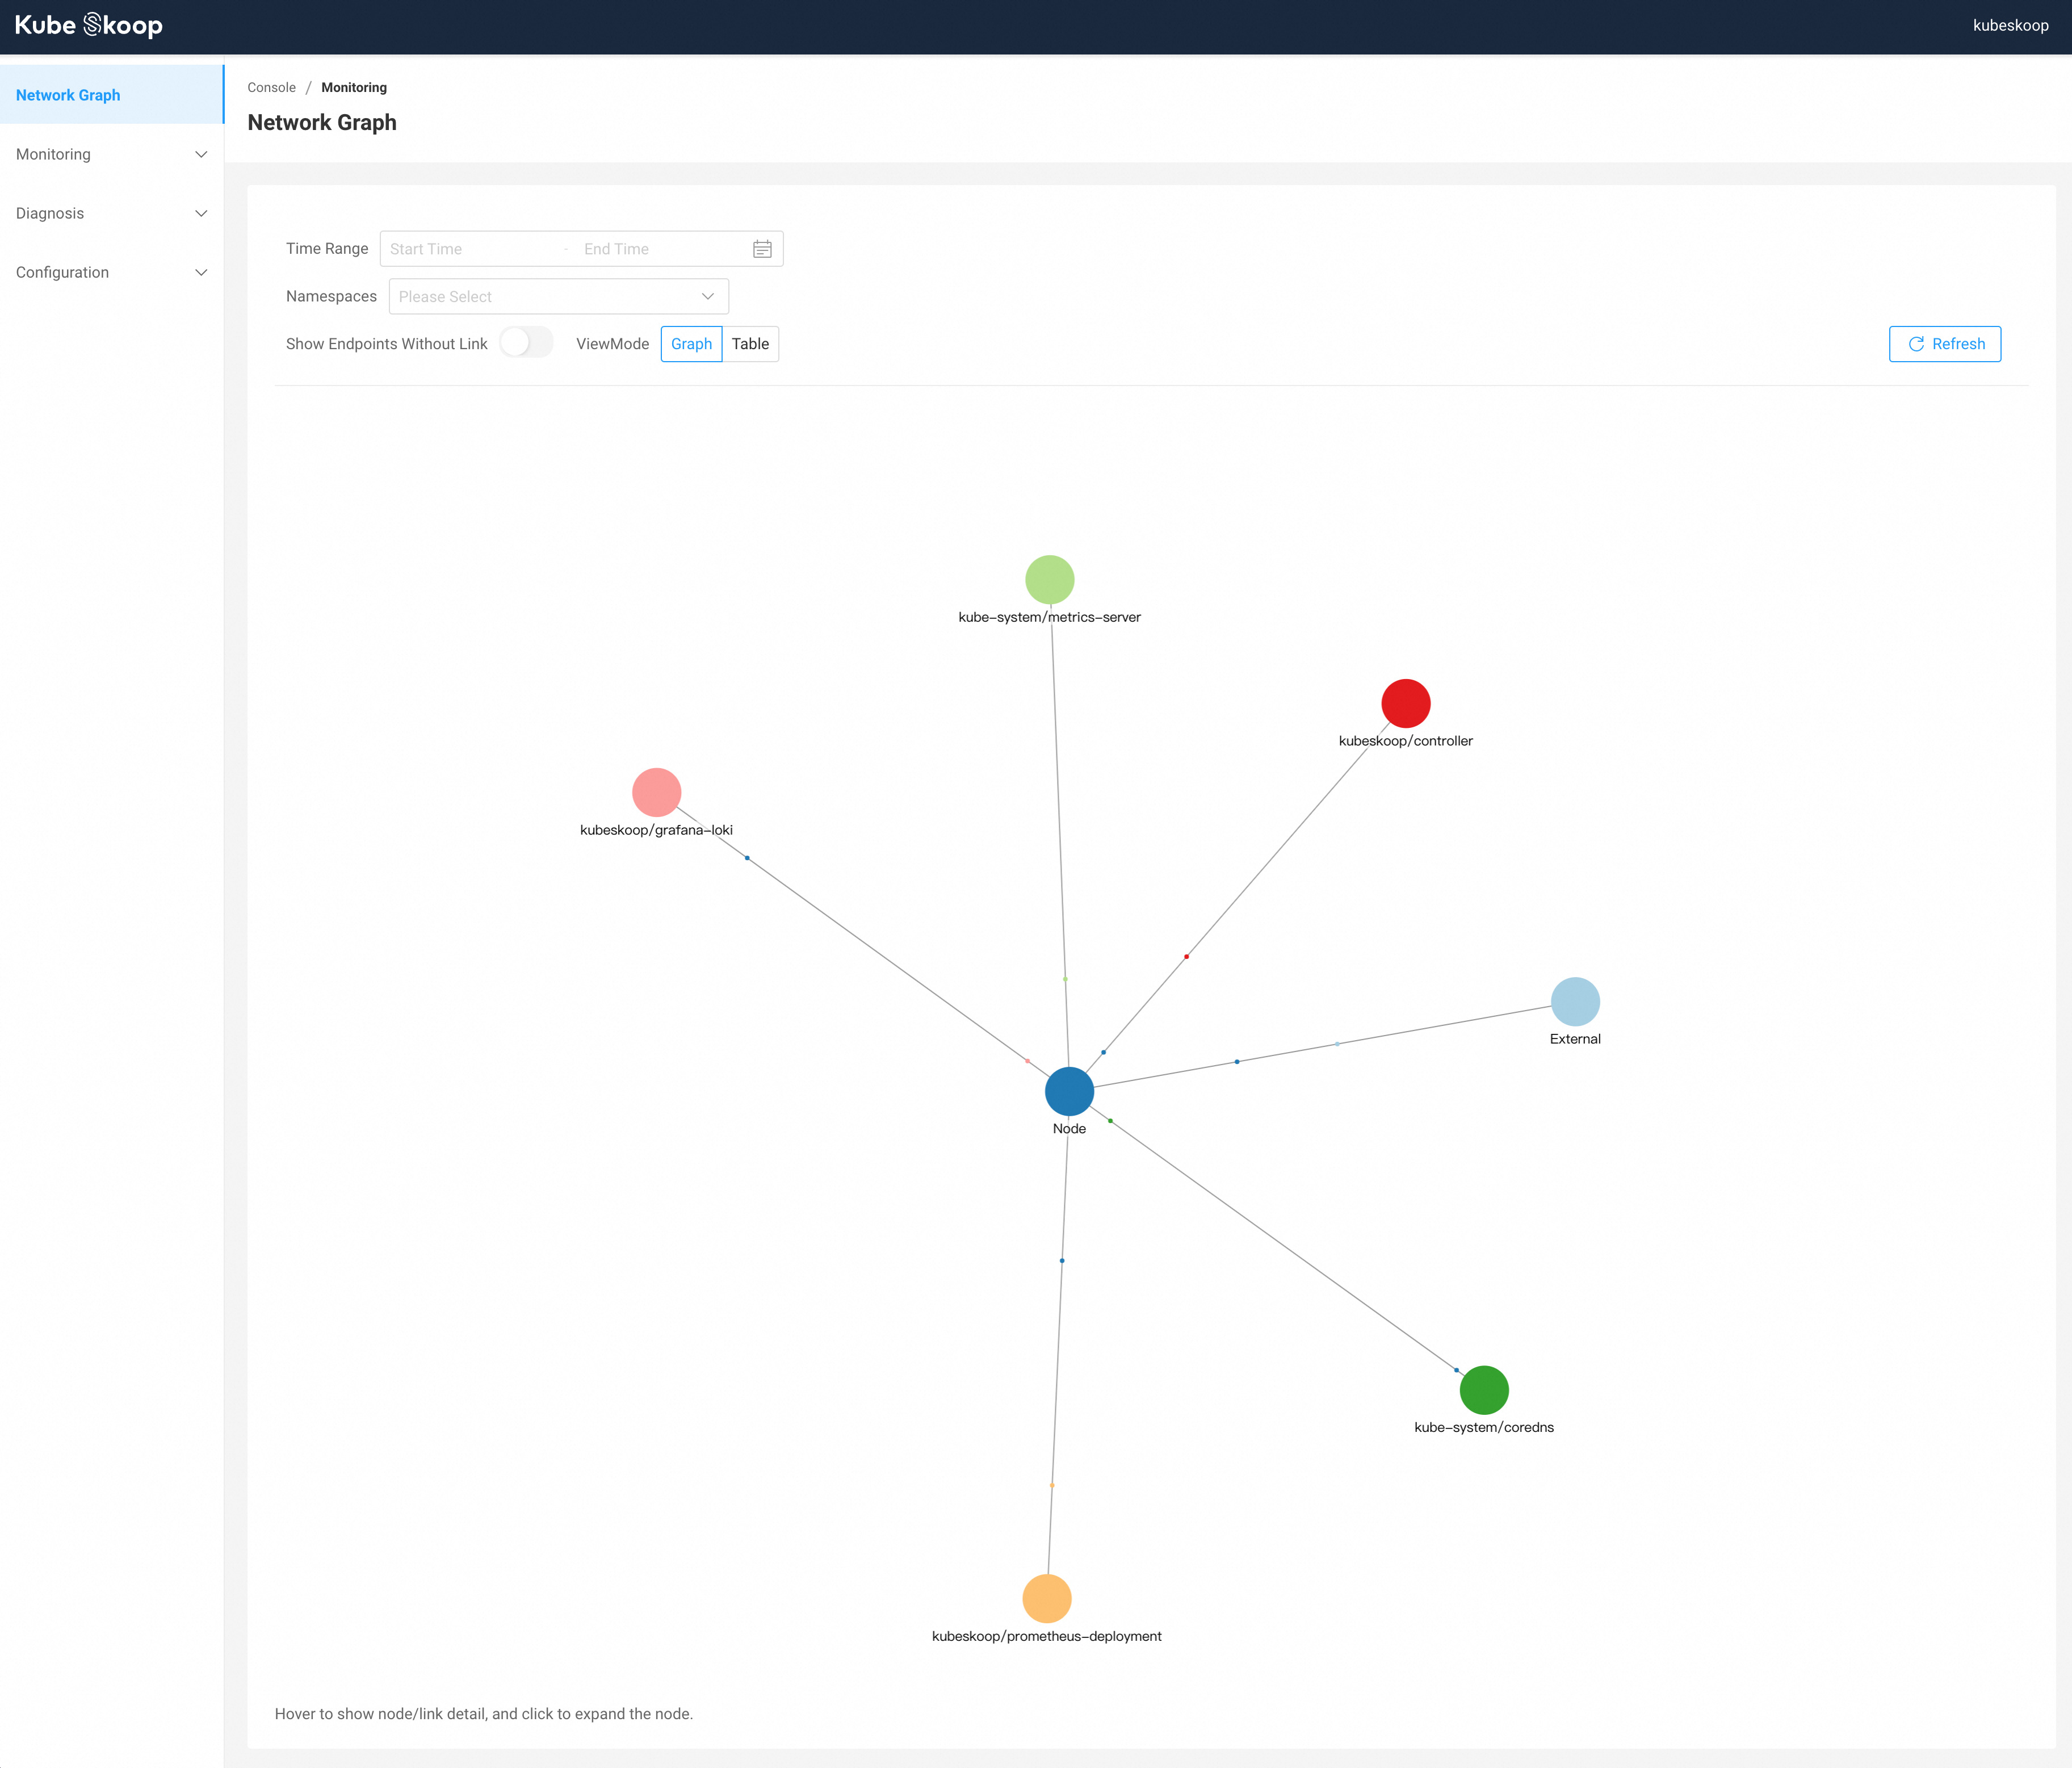 Kube Skoop
kubeskoop
Network Graph
Monitoring
Diagnosis
Configuration
Console / Monitoring
Network Graph
Time Range Start Time - End Time
Namespaces Please Select
Show Endpoints Without Link ViewMode Graph Table Refresh
kube-system/metrics-server
kubeskoop/controller
kubeskoop/grafana-loki
External
Node
kube-system/coredns
kubeskoop/prometheus-deployment
Hover to show node/link detail, and click to expand the node.